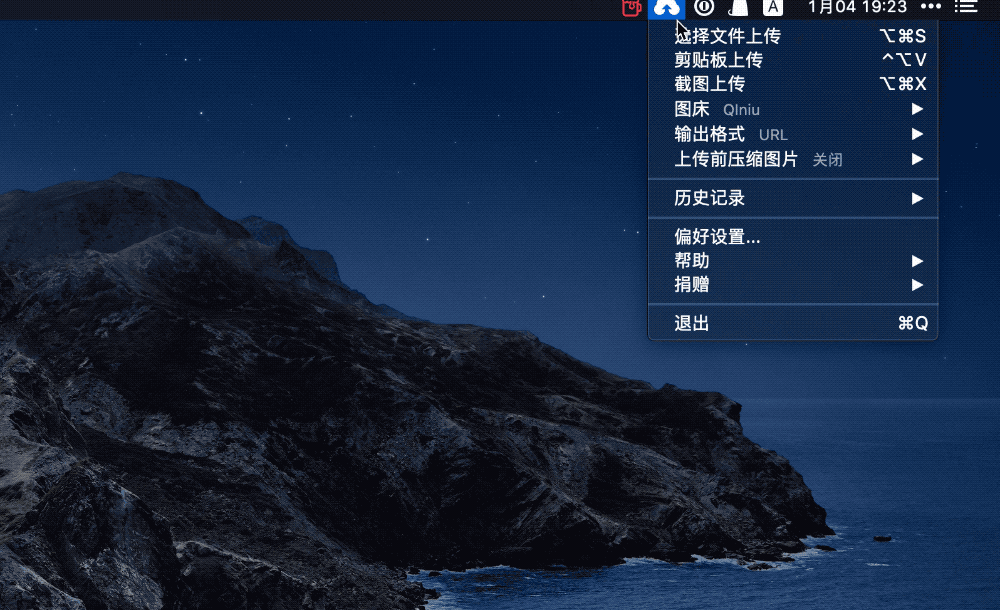 A 1月04 19:23
选择文件上传 ⌥⌘S
剪贴板上传 ^⌥V
截图上传 ⌥⌘X
图床 QIniu
输出格式 URL
上传前压缩图片 关闭
历史记录
偏好设置...
帮助
捐赠
退出 ⌘Q